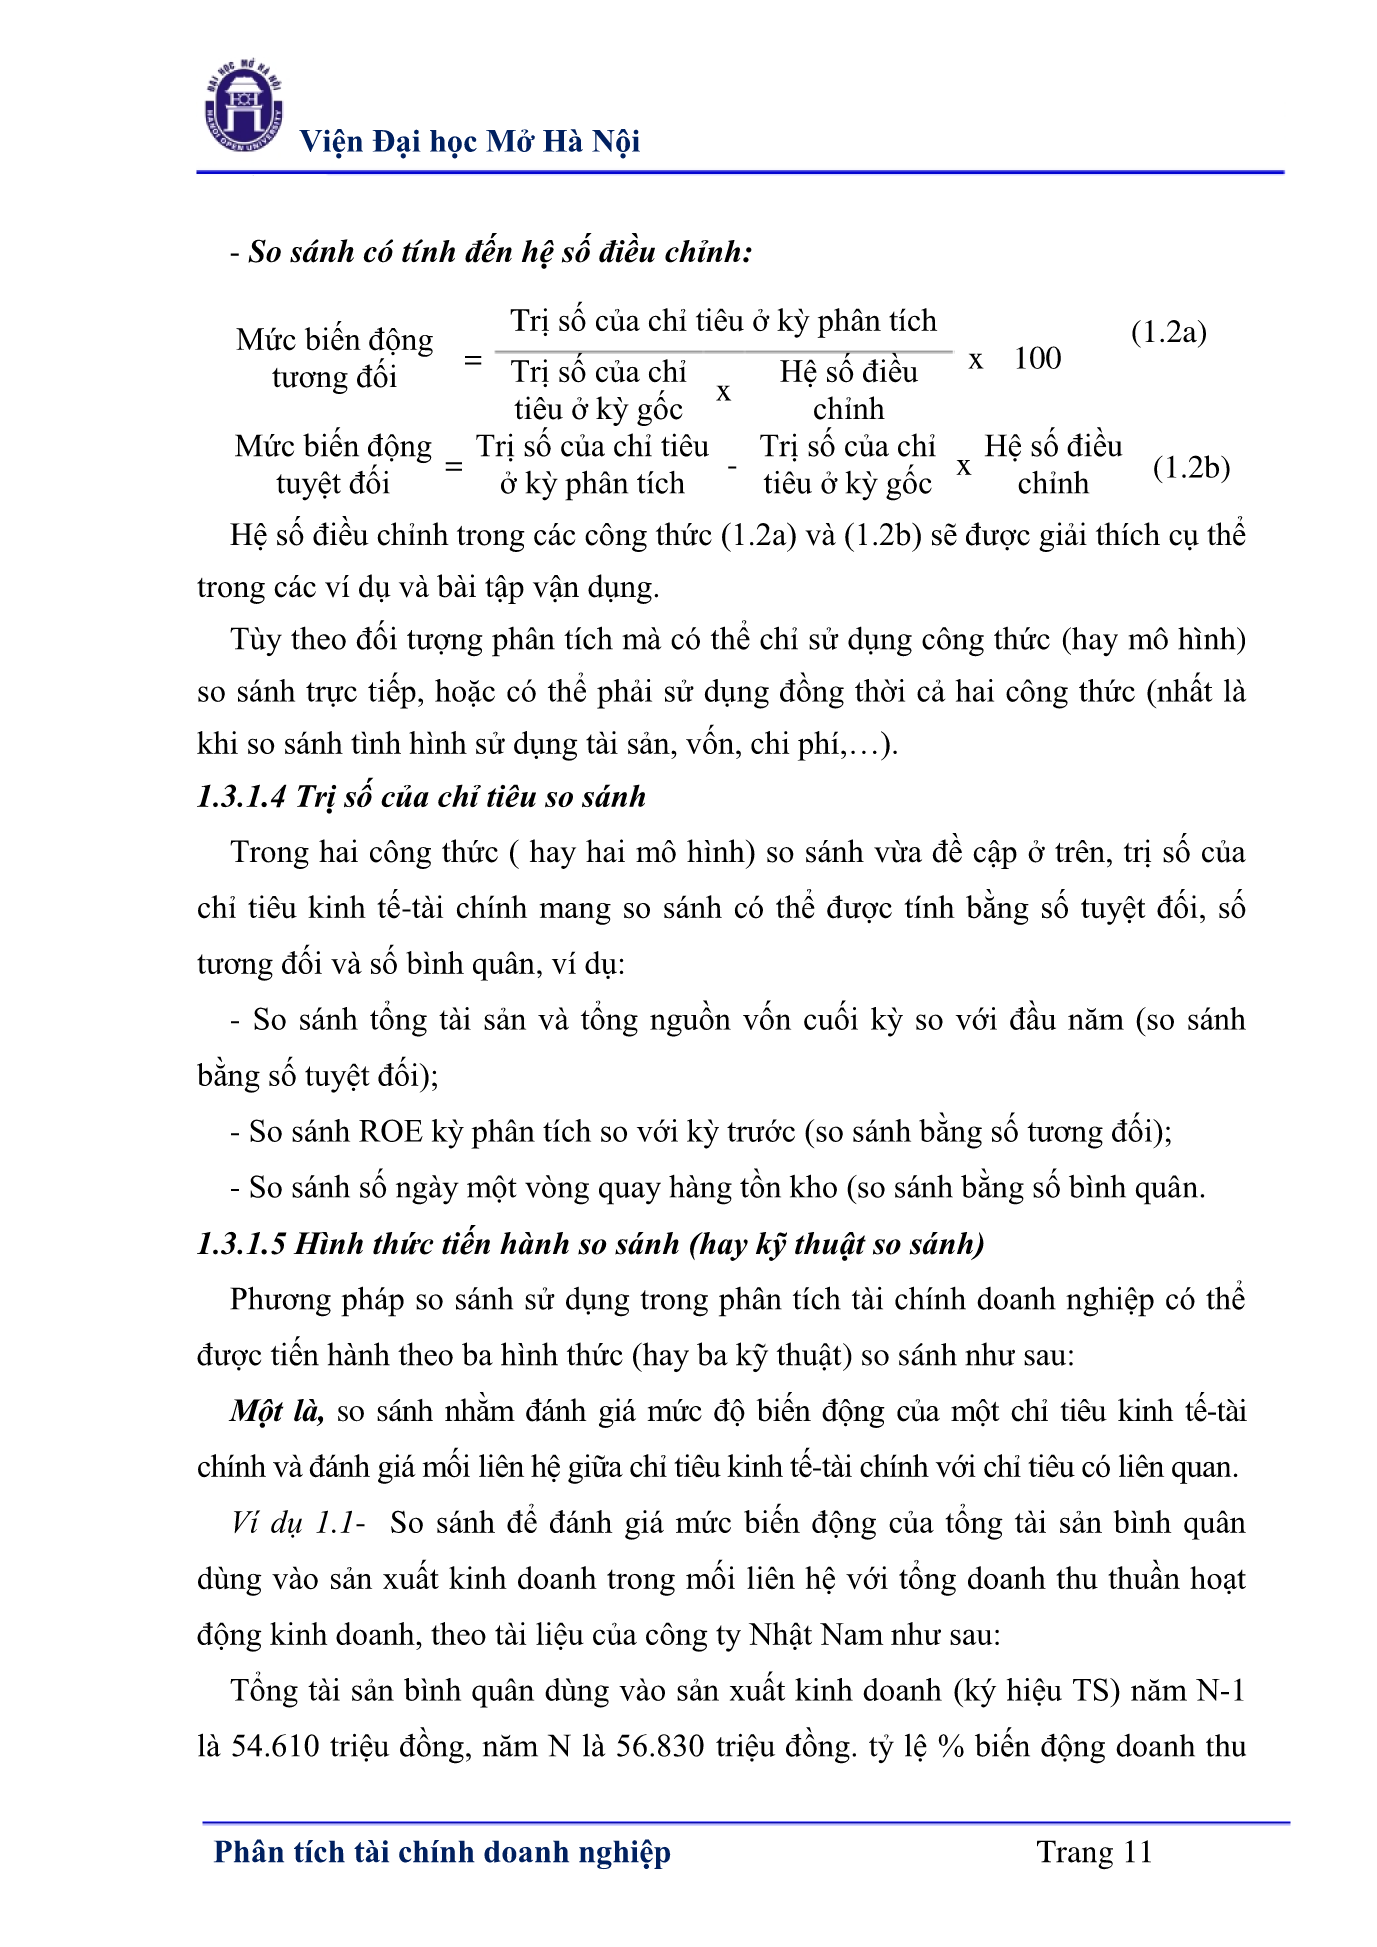 ĐẠI HỌC MỞ HÀ NỘI
HANOI OPEN UNIVERSITY
Viện Đại học Mở Hà Nội
- So sánh có tính đến hệ số điều chỉnh:
Mức biến động tương đối = Trị số của chỉ tiêu ở kỳ phân tích x 100 (1.2a)
Trị số của chỉ tiêu ở kỳ gốc x Hệ số điều chỉnh
Mức biến động tuyệt đối = Trị số của chỉ tiêu ở kỳ phân tích - Trị số của chỉ tiêu ở kỳ gốc x Hệ số điều chỉnh (1.2b)
Hệ số điều chỉnh trong các công thức (1.2a) và (1.2b) sẽ được giải thích cụ thể
trong các ví dụ và bài tập vận dụng.
Tùy theo đối tượng phân tích mà có thể chỉ sử dụng công thức (hay mô hình)
so sánh trực tiếp, hoặc có thể phải sử dụng đồng thời cả hai công thức (nhất là
khi so sánh tình hình sử dụng tài sản, vốn, chi phí,…).
1.3.1.4 Trị số của chỉ tiêu so sánh
Trong hai công thức ( hay hai mô hình) so sánh vừa đề cập ở trên, trị số của
chỉ tiêu kinh tế-tài chính mang so sánh có thể được tính bằng số tuyệt đối, số
tương đối và số bình quân, ví dụ:
- So sánh tổng tài sản và tổng nguồn vốn cuối kỳ so với đầu năm (so sánh
bằng số tuyệt đối);
- So sánh ROE kỳ phân tích so với kỳ trước (so sánh bằng số tương đối);
- So sánh số ngày một vòng quay hàng tồn kho (so sánh bằng số bình quân.
1.3.1.5 Hình thức tiến hành so sánh (hay kỹ thuật so sánh)
Phương pháp so sánh sử dụng trong phân tích tài chính doanh nghiệp có thể
được tiến hành theo ba hình thức (hay ba kỹ thuật) so sánh như sau:
Một là, so sánh nhằm đánh giá mức độ biến động của một chỉ tiêu kinh tế-tài
chính và đánh giá mối liên hệ giữa chỉ tiêu kinh tế-tài chính với chỉ tiêu có liên quan.
Ví dụ 1.1- So sánh để đánh giá mức biến động của tổng tài sản bình quân
dùng vào sản xuất kinh doanh trong mối liên hệ với tổng doanh thu thuần hoạt
động kinh doanh, theo tài liệu của công ty Nhật Nam như sau:
Tổng tài sản bình quân dùng vào sản xuất kinh doanh (ký hiệu TS) năm N-1
là 54.610 triệu đồng, năm N là 56.830 triệu đồng. tỷ lệ % biến động doanh thu
Phân tích tài chính doanh nghiệp Trang 11